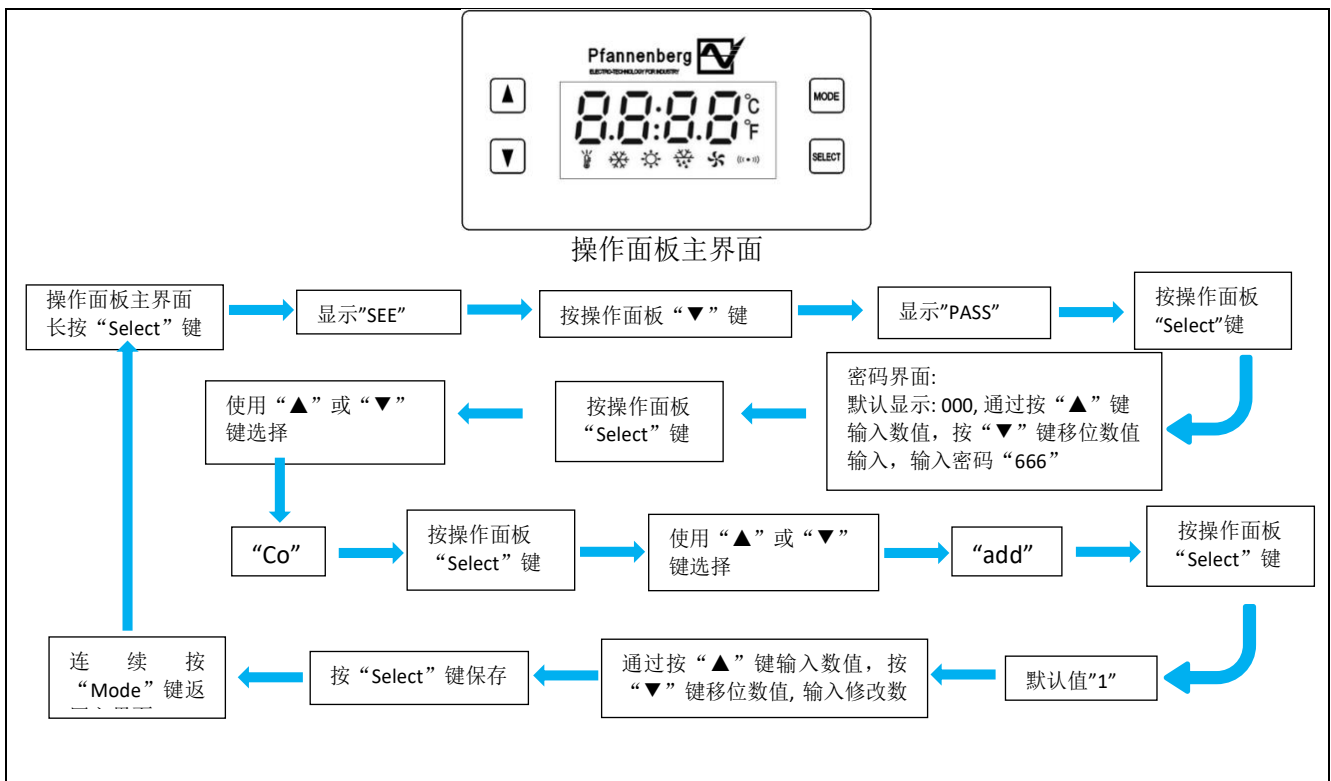 Pfannenberg
ELECTRO-TECHNOLOGY FOR INDUSTRY
▲
MODE
8.8:8.8 °C
°F
▼
SELECT
操作面板主界面
操作面板主界面
长按“Select”键
显示”SEE”
按操作面板“▼”键
显示”PASS”
按操作面板
“Select”键
密码界面:
默认显示: 000, 通过按“▲”键
输入数值，按“▼”键移位数值
输入，输入密码“666”
按操作面板
“Select”键
使用“▲”或“▼”
键选择
“Co”
按操作面板
“Select”键
使用“▲”或“▼”
键选择
“add”
按操作面板
“Select”键
默认值”1”
通过按“▲”键输入数值，按
“▼”键移位数值, 输入修改数
按“Select”键保存
连续按
“Mode”键返